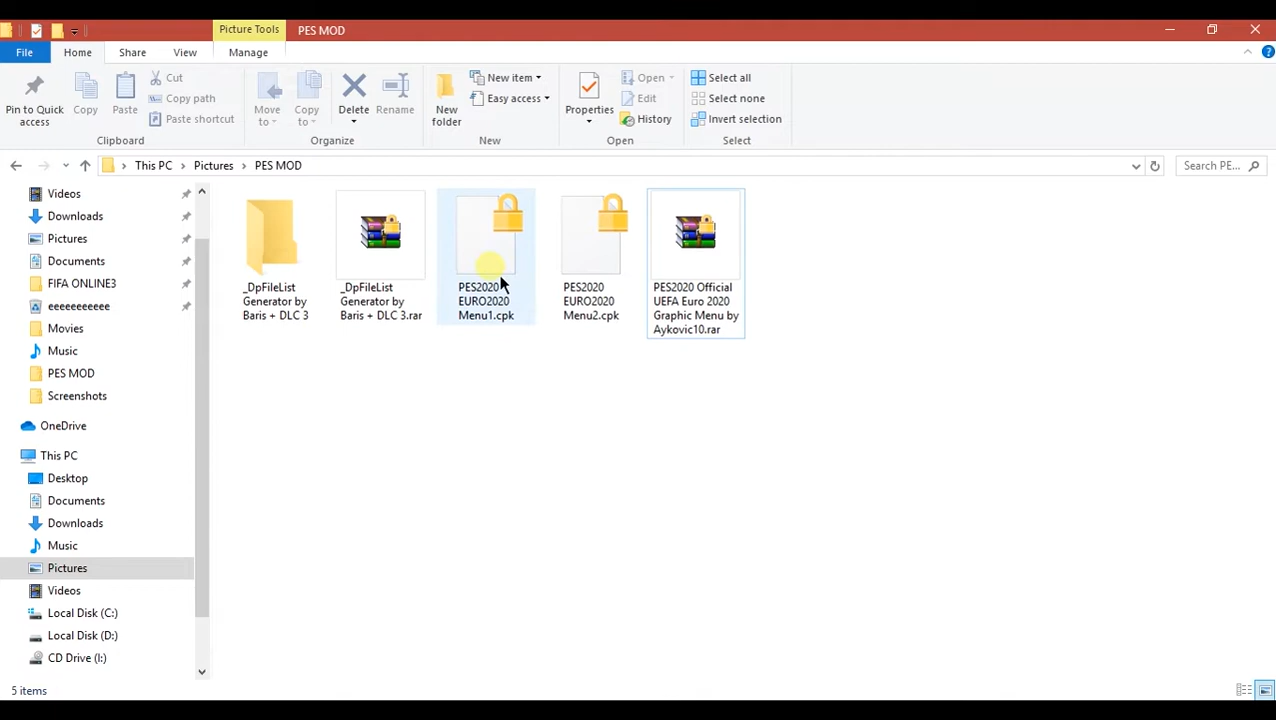 Picture Tools
PES MOD
File
Home
Share
View
Manage
Pin to Quick
access
Copy
Paste
Cut
Copy path
Paste shortcut
Clipboard
Move
to
Copy
to
Delete
Rename
Organize
New
folder
New item
Easy access
New
Properties
Open
Edit
History
Open
Select all
Select none
Invert selection
Select
This PC
Pictures
PES MOD
Search PE...
Videos
Downloads
Pictures
Documents
FIFA ONLINE3
eeeeeeeeeee
Movies
Music
PES MOD
Screenshots
OneDrive
This PC
Desktop
Documents
Downloads
Music
Pictures
Videos
Local Disk (C:)
Local Disk (D:)
CD Drive (I:)
_DpFileList
Generator by
Baris + DLC 3
_DpFileList
Generator by
Baris + DLC 3.rar
PES2020
EURO2020
Menu1.cpk
PES2020
EURO2020
Menu2.cpk
PES2020 Official
UEFA Euro 2020
Graphic Menu by
Aykovic10.rar
5 items